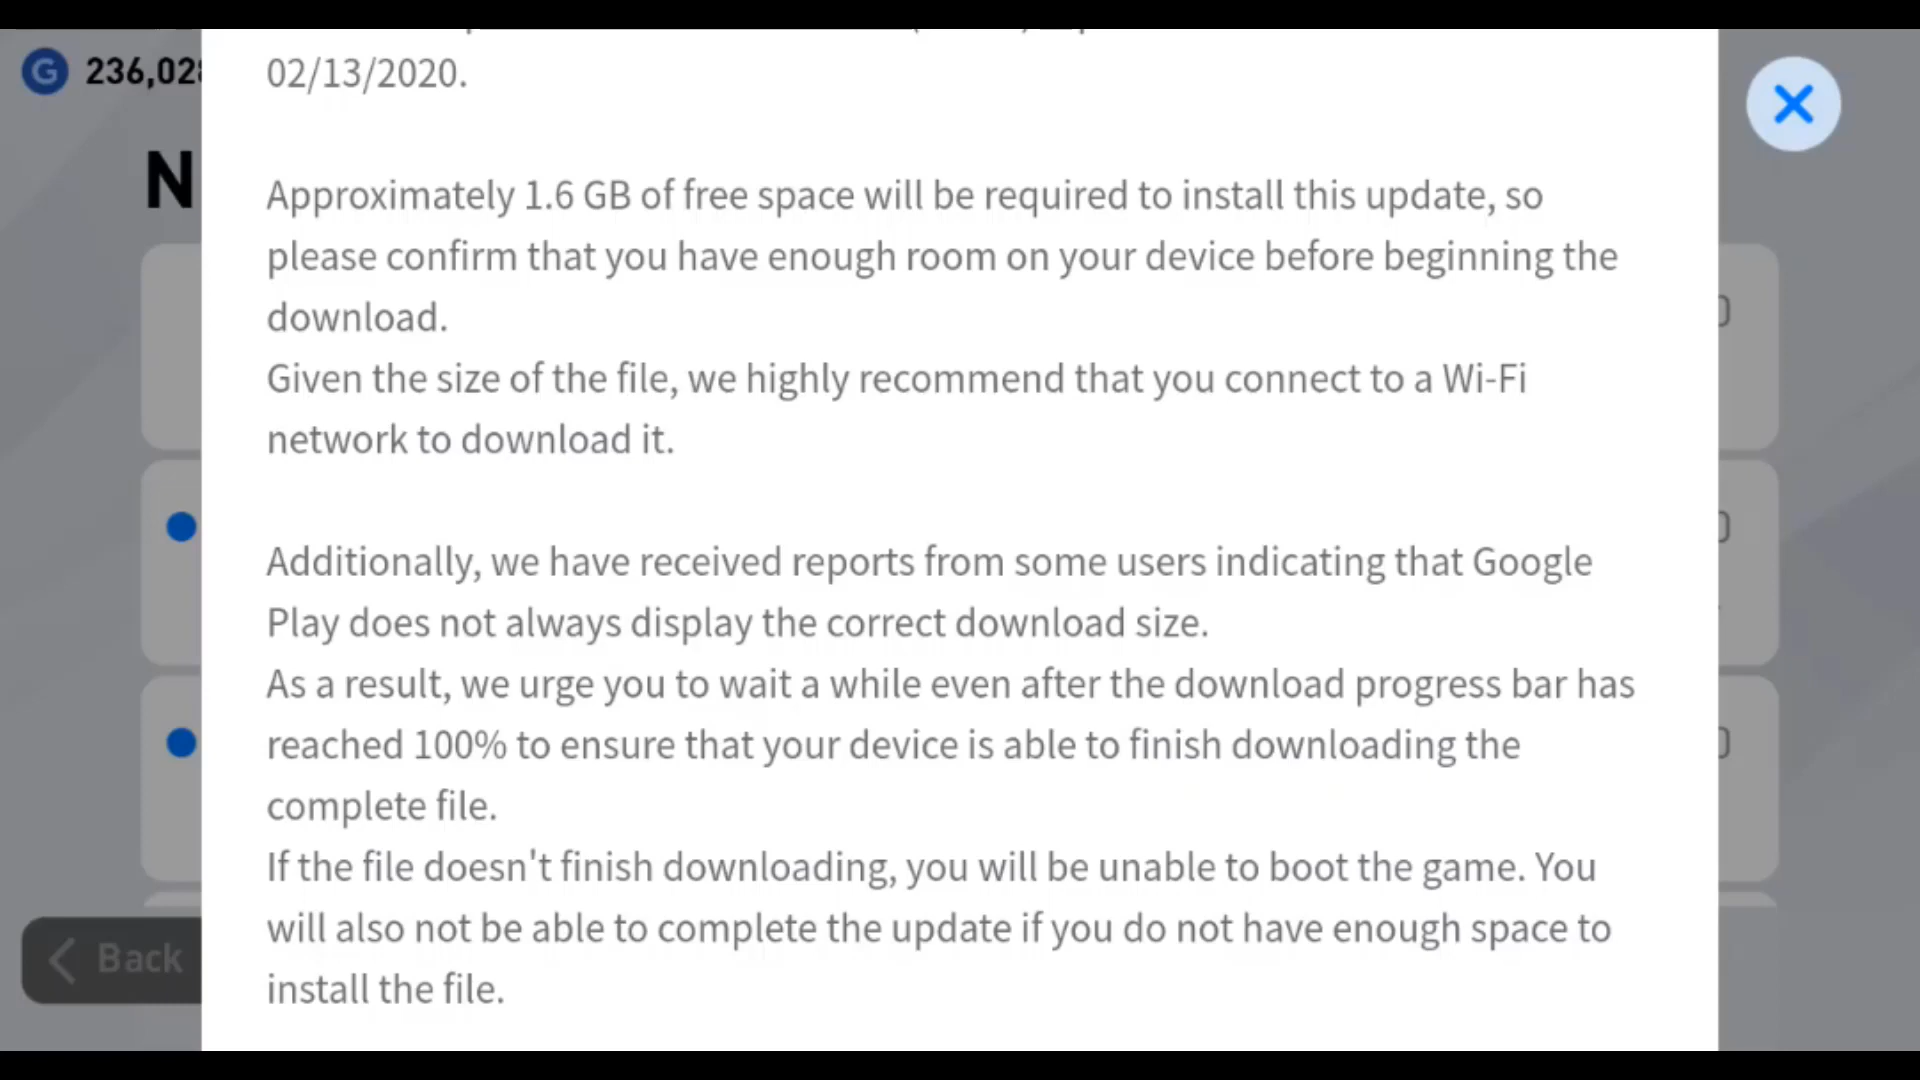 G 236,028
02/13/2020.
N
Approximately 1.6 GB of free space will be required to install this update, so
please confirm that you have enough room on your device before beginning the
download.
Given the size of the file, we highly recommend that you connect to a Wi-Fi
network to download it.
Additionally, we have received reports from some users indicating that Google
Play does not always display the correct download size.
As a result, we urge you to wait a while even after the download progress bar has
reached 100% to ensure that your device is able to finish downloading the
complete file.
If the file doesn't finish downloading, you will be unable to boot the game. You
will also not be able to complete the update if you do not have enough space to
install the file.
Back